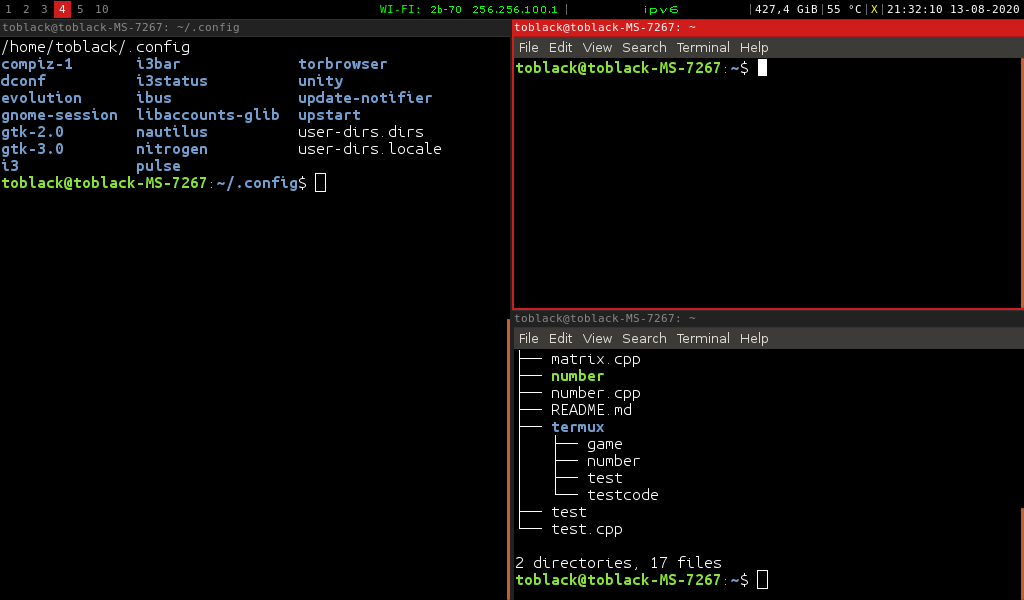 1 2 3 4 5 10 WI-FI: 2b-70 256.256.100.1 | ipv6 |427,4 GiB|55 °C|X|21:32:10 13-08-2020
toblack@toblack-MS-7267: ~/.config
/home/toblack/.config
compiz-1 i3bar torbrowser
dconf i3status unity
evolution ibus update-notifier
gnome-session libaccounts-glib upstart
gtk-2.0 nautilus user-dirs.dirs
gtk-3.0 nitrogen user-dirs.locale
i3 pulse
toblack@toblack-MS-7267:~/.config$
toblack@toblack-MS-7267: ~
File Edit View Search Terminal Help
toblack@toblack-MS-7267:~$
toblack@toblack-MS-7267: ~
File Edit View Search Terminal Help
├── matrix.cpp
├── number
├── number.cpp
├── README.md
├── termux
│   ├── game
│   ├── number
│   ├── test
│   └── testcode
├── test
└── test.cpp
2 directories, 17 files
toblack@toblack-MS-7267:~$